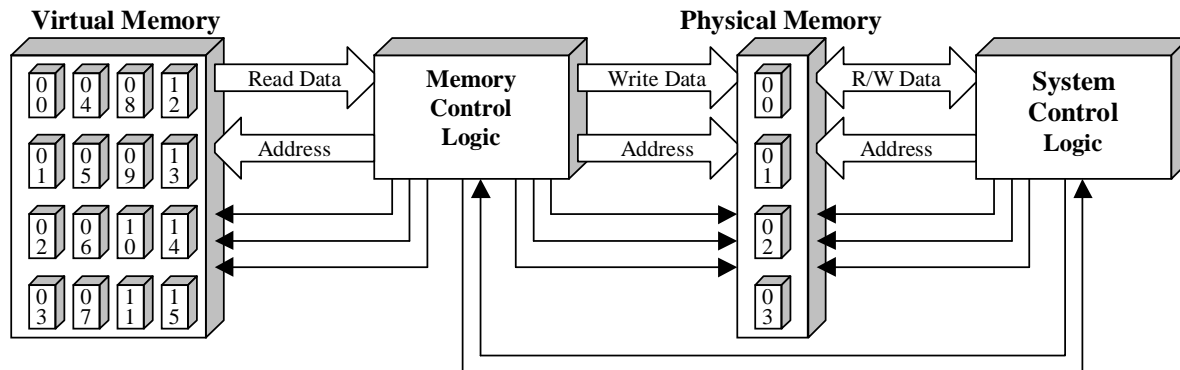 Virtual Memory
Physical Memory
00 04 08 12
01 05 09 13
02 06 10 14
03 07 11 15
Read Data
Address
Memory
Control
Logic
Write Data
Address
00
01
02
03
R/W Data
Address
System
Control
Logic